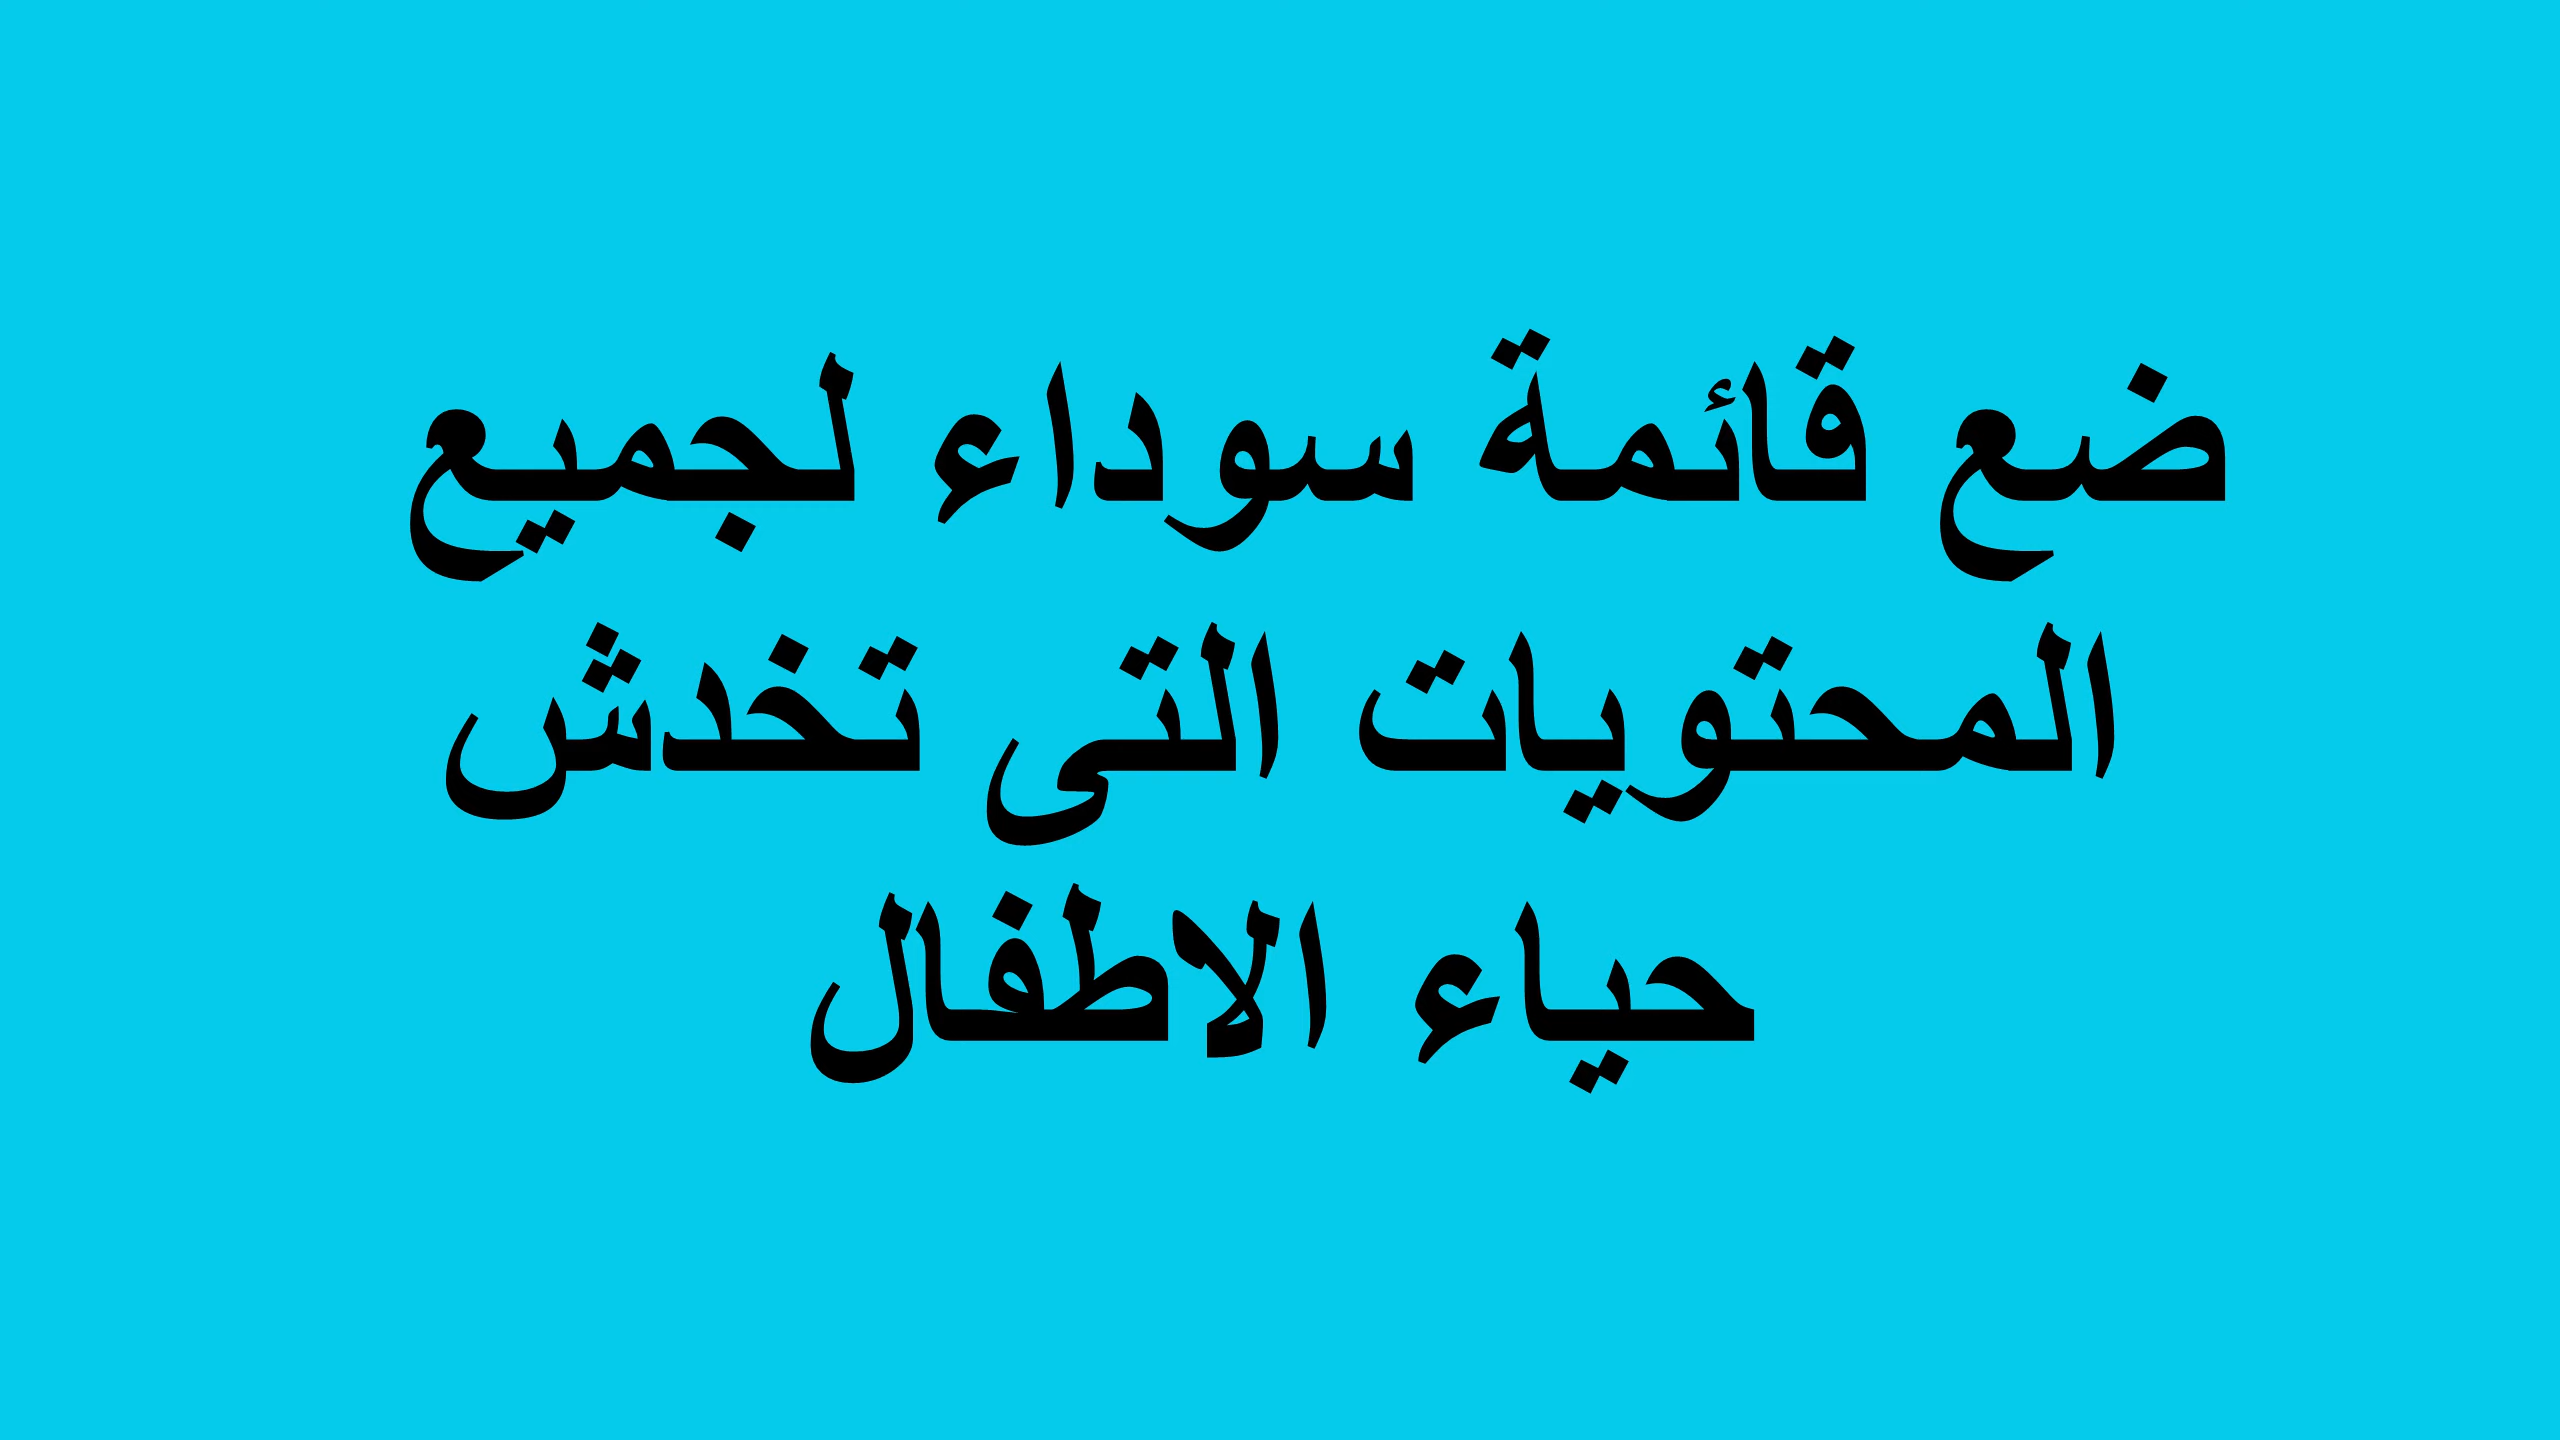 ضع قائمة سوداء لجميع
المحتويات التى تخدش
حياء الاطفال